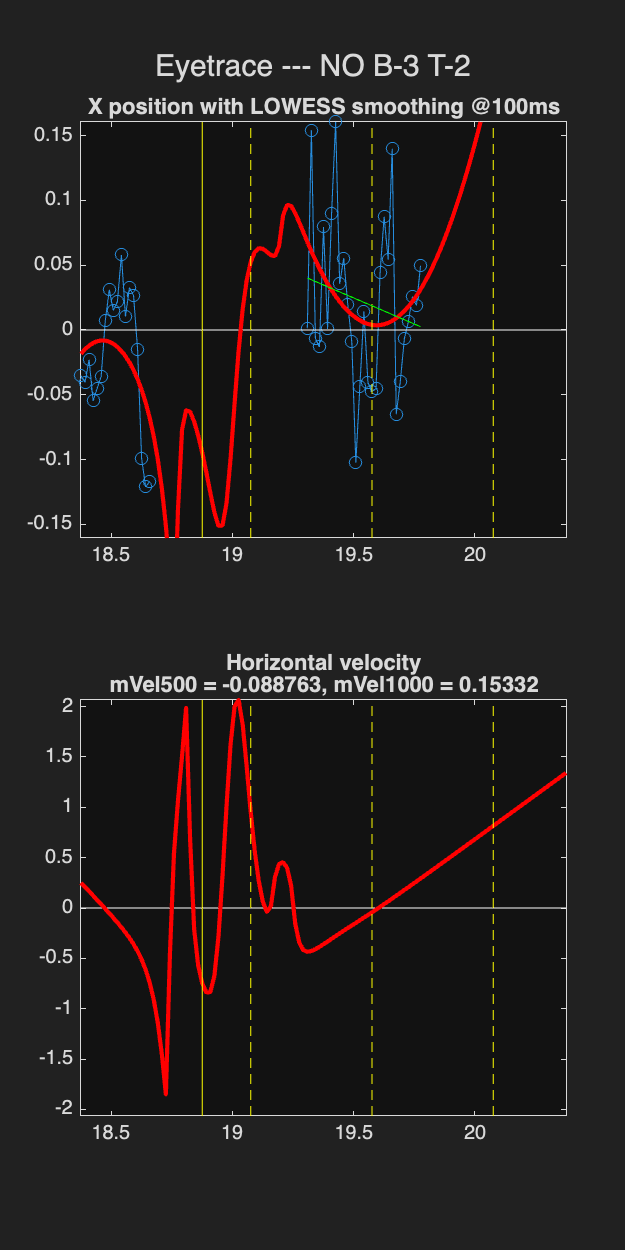 Eyetrace --- NO B-3 T-2
X position with LOWESS smoothing @100ms
0.15
0.1
0.05
0
-0.05
-0.1
-0.15
18.5 19 19.5 20
Horizontal velocity
mVel500 = -0.088763, mVel1000 = 0.15332
2
1.5
1
0.5
0
-0.5
-1
-1.5
-2
18.5 19 19.5 20